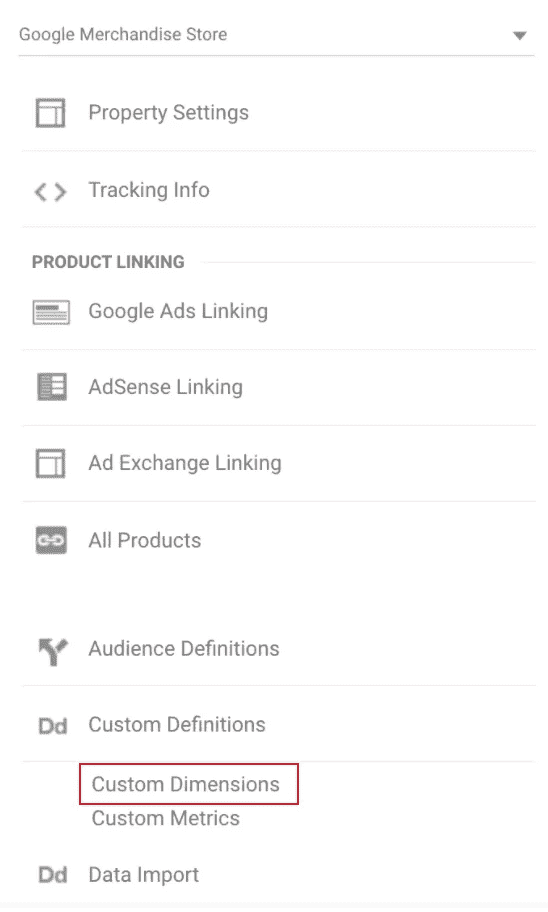 Google Merchandise Store
Property Settings
Tracking Info
PRODUCT LINKING
Google Ads Linking
AdSense Linking
Ad Exchange Linking
All Products
Audience Definitions
Dd Custom Definitions
Custom Dimensions
Custom Metrics
Dd Data Import